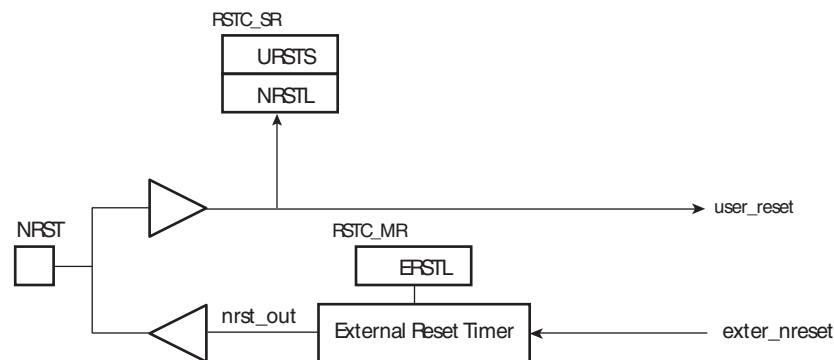 RSTC_SR
URSTS
NRSTL
user_reset
NRST
RSTC_MR
ERSTL
nrst_out
External Reset Timer
exter_nreset